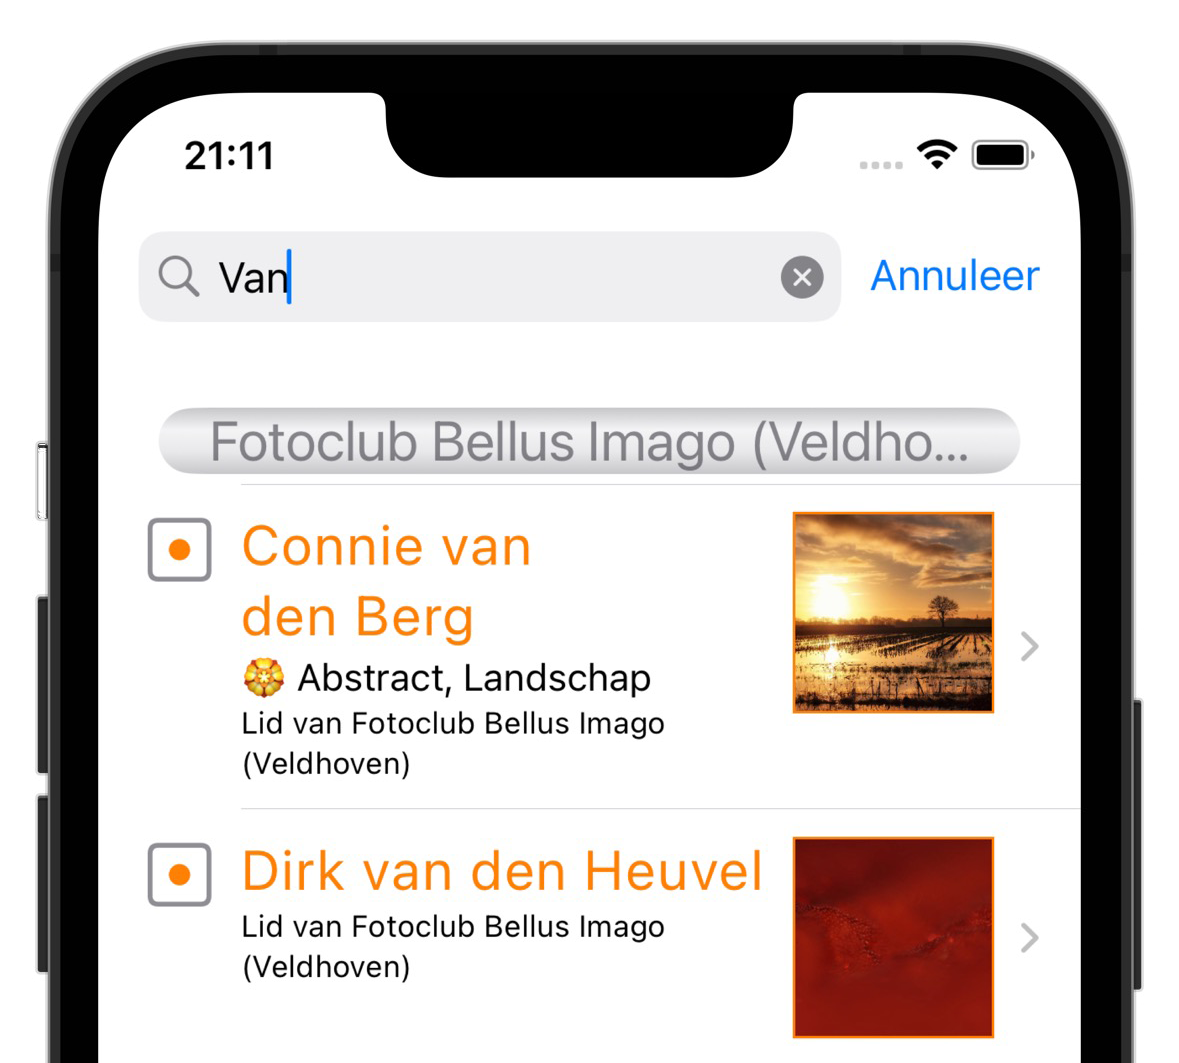 21:11
Van
Annuleer
Fotoclub Bellus Imago (Veldho...
Connie van
den Berg
Abstract, Landschap
Lid van Fotoclub Bellus Imago
(Veldhoven)
Dirk van den Heuvel
Lid van Fotoclub Bellus Imago
(Veldhoven)